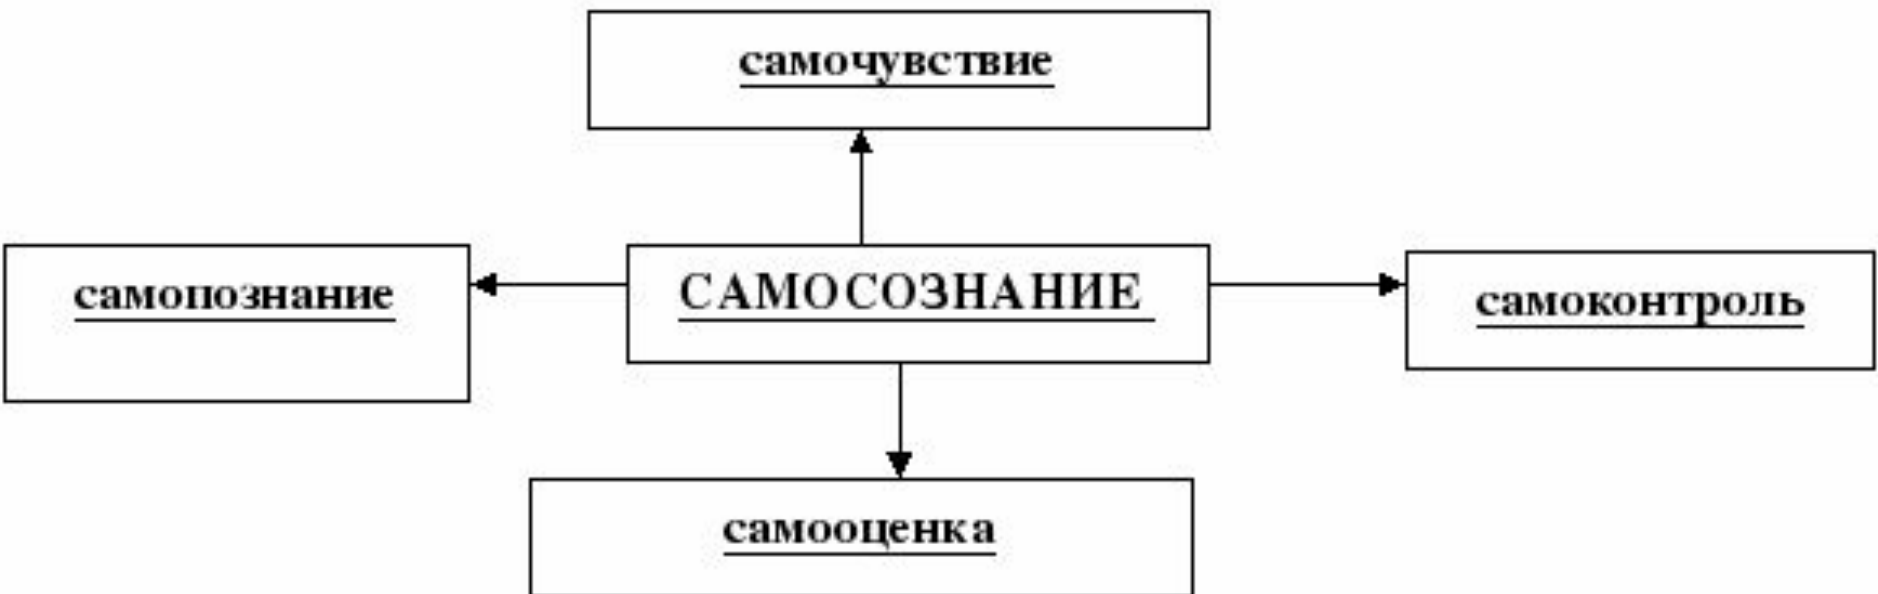 самочувствие
самопознание
САМОСОЗНАНИЕ
самоконтроль
самооценка